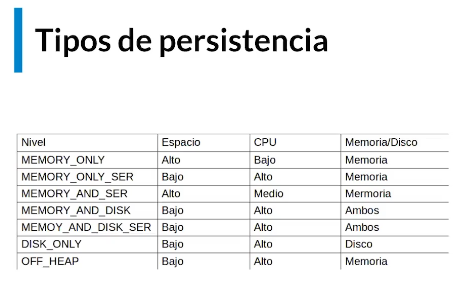 Tipos de persistencia
Nivel Espacio CPU Memoria/Disco
MEMORY_ONLY Alto Bajo Memoria
MEMORY_ONLY_SER Bajo Alto Memoria
MEMORY_AND_SER Alto Medio Mermoria
MEMORY_AND_DISK Bajo Alto Ambos
MEMOY_AND_DISK_SER Bajo Alto Ambos
DISK_ONLY Bajo Alto Disco
OFF_HEAP Bajo Alto Memoria